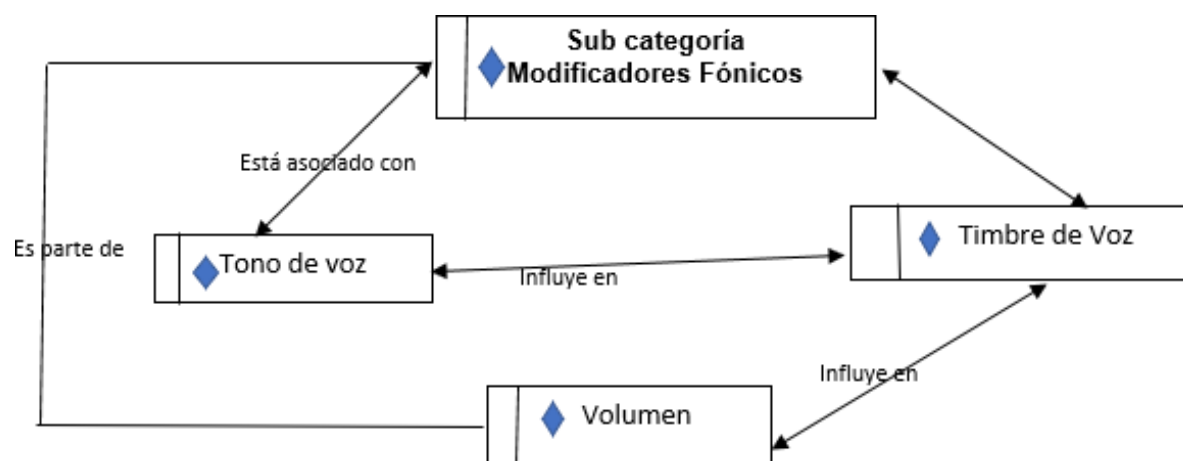 Sub categoría
Modificadores Fónicos
Está asociado con
Timbre de Voz
Es parte de
Tono de voz
Influye en
Influye en
Volumen